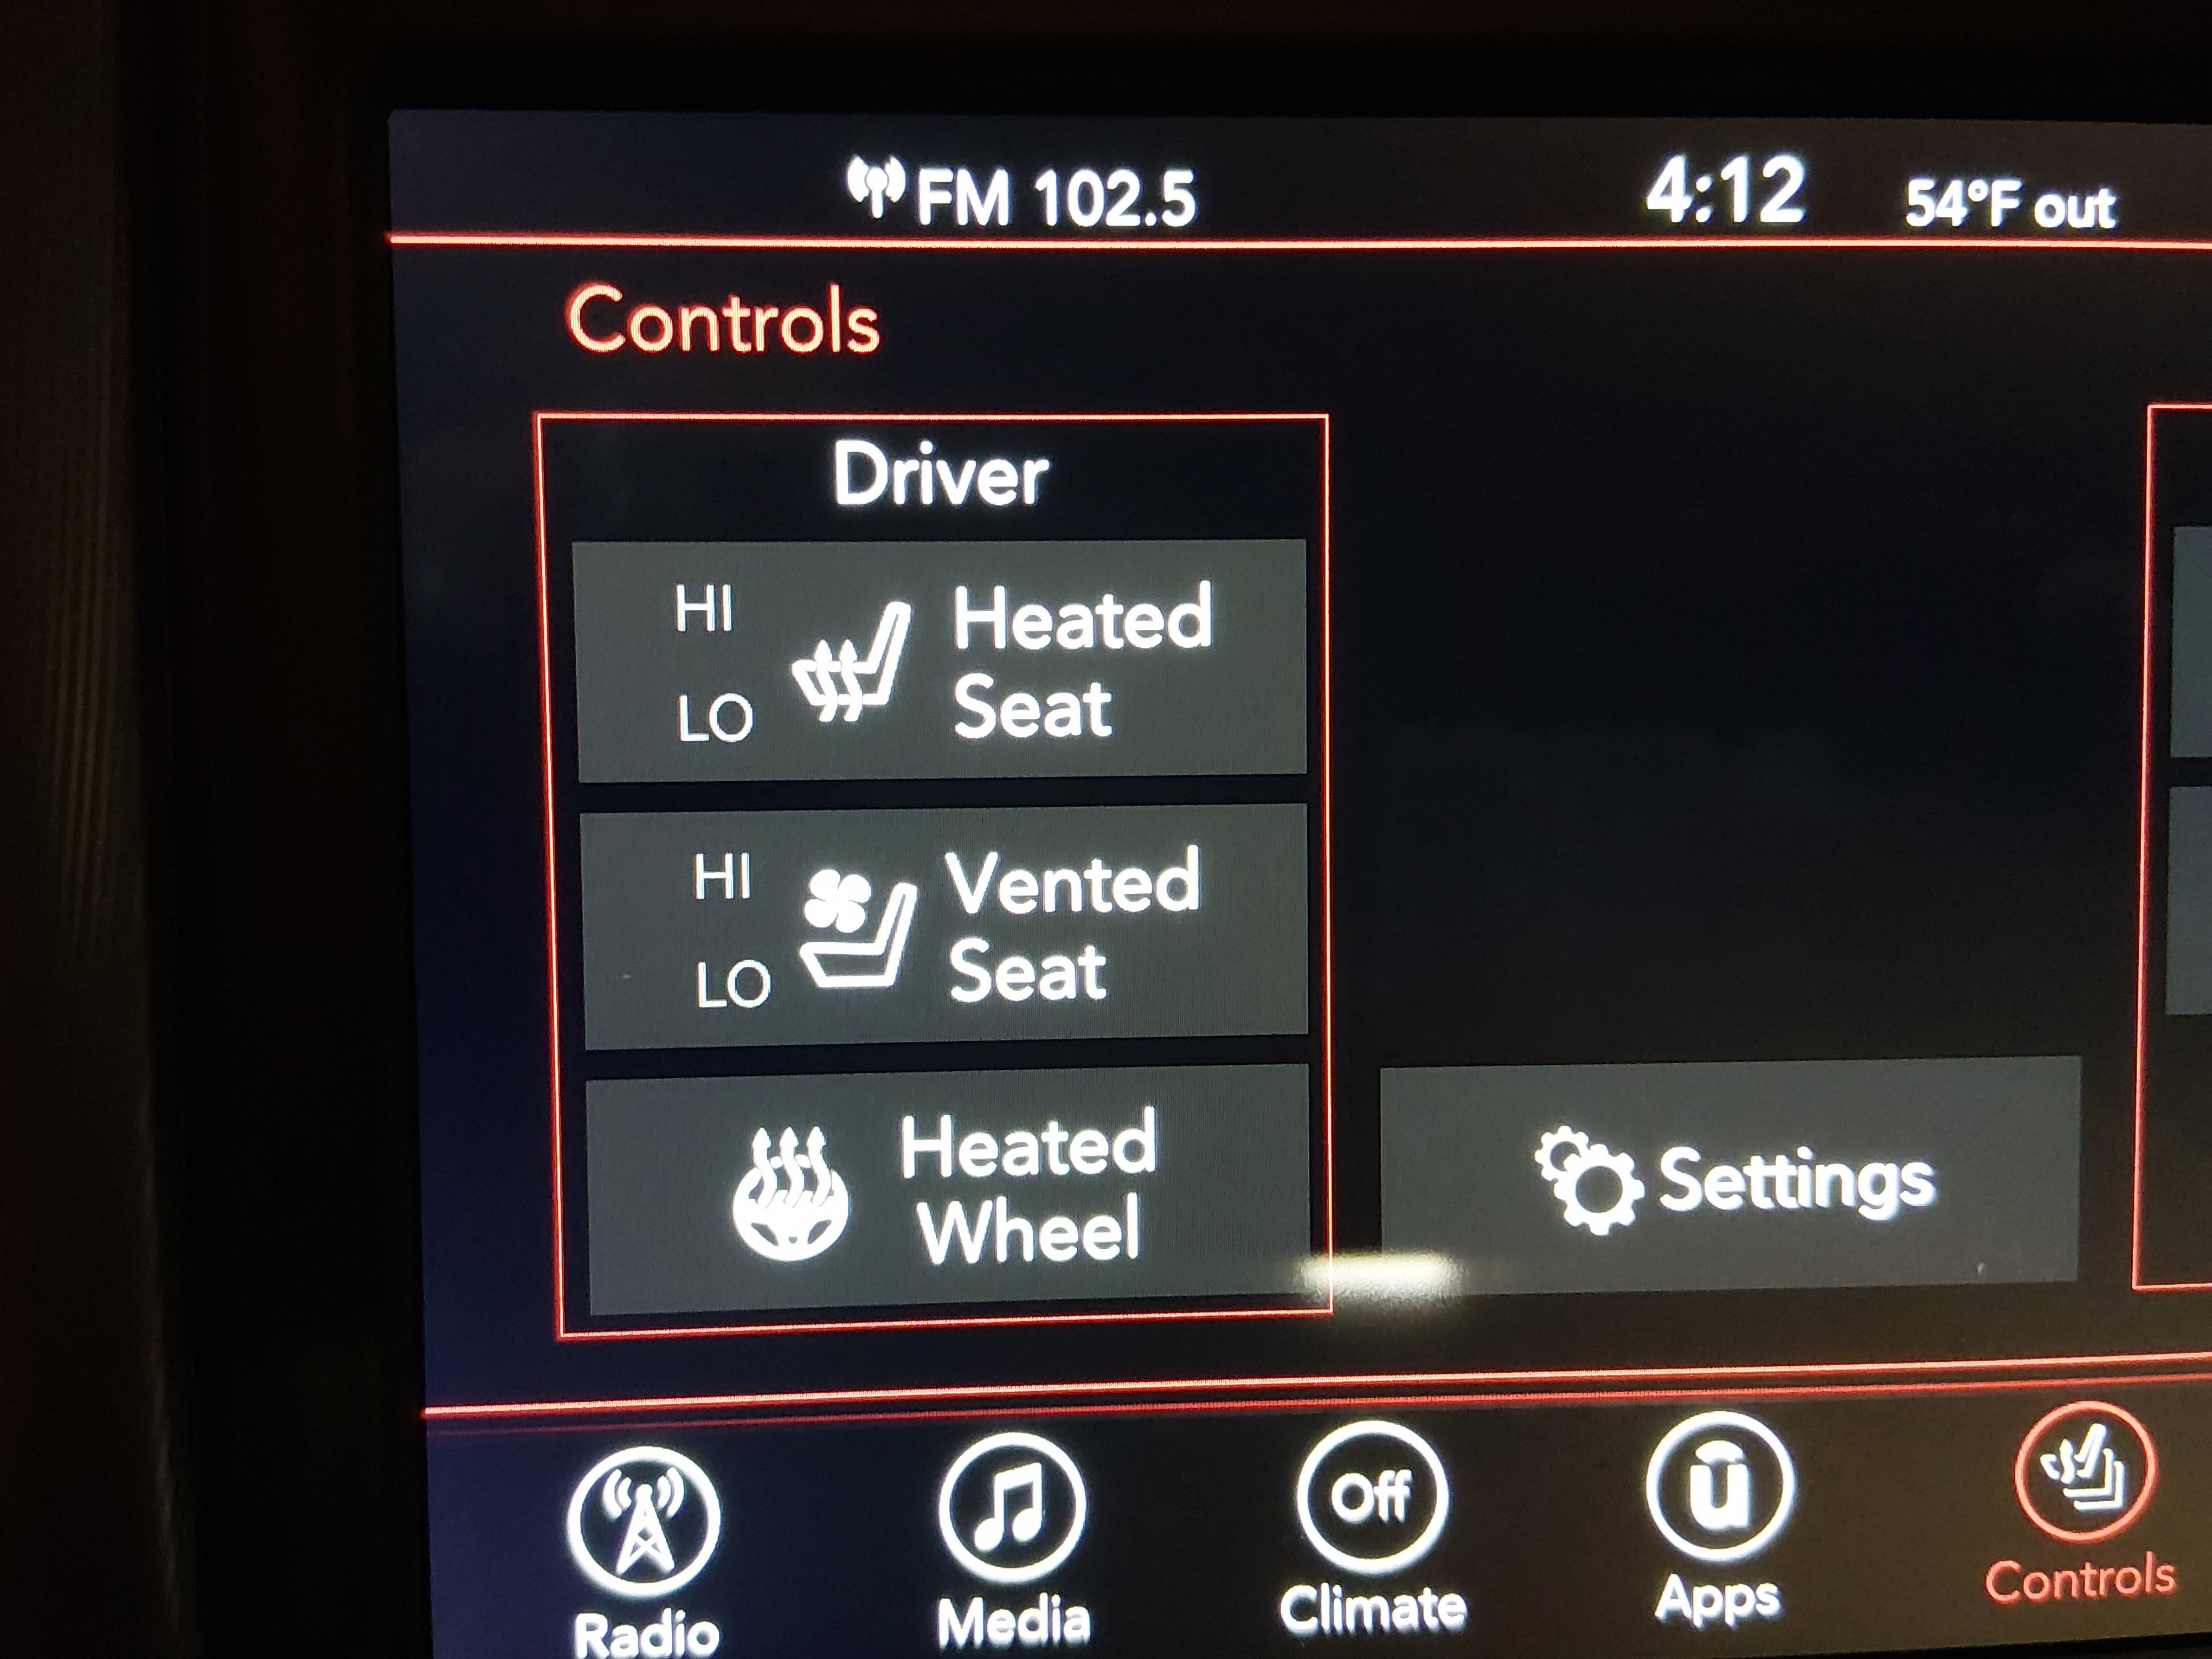 FM 102.5
4:12
54°F out
Controls
Driver
HI
LO
Heated
Seat
HI
LO
Vented
Seat
Heated
Wheel
Settings
Off
u
Radio
Media
Climate
Apps
Controls